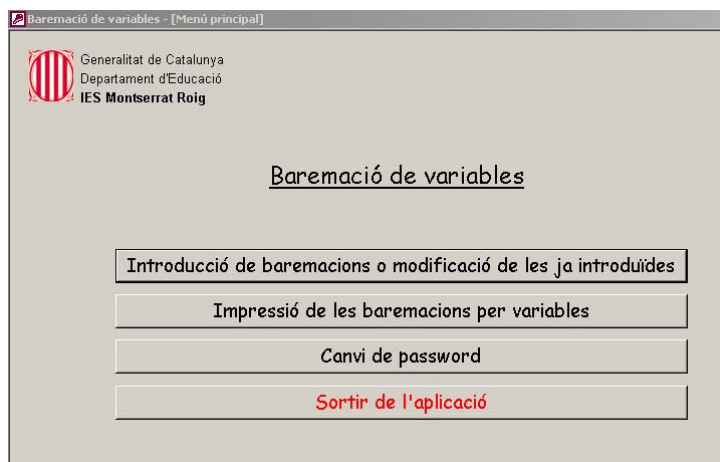 Baremació de variables - [Menú principal]
Generalitat de Catalunya
Departament d'Educació
IES Montserrat Roig
Baremació de variables
Introducció de baremacions o modificació de les ja introduïdes
Impressió de les baremacions per variables
Canvi de password
Sortir de l'aplicació